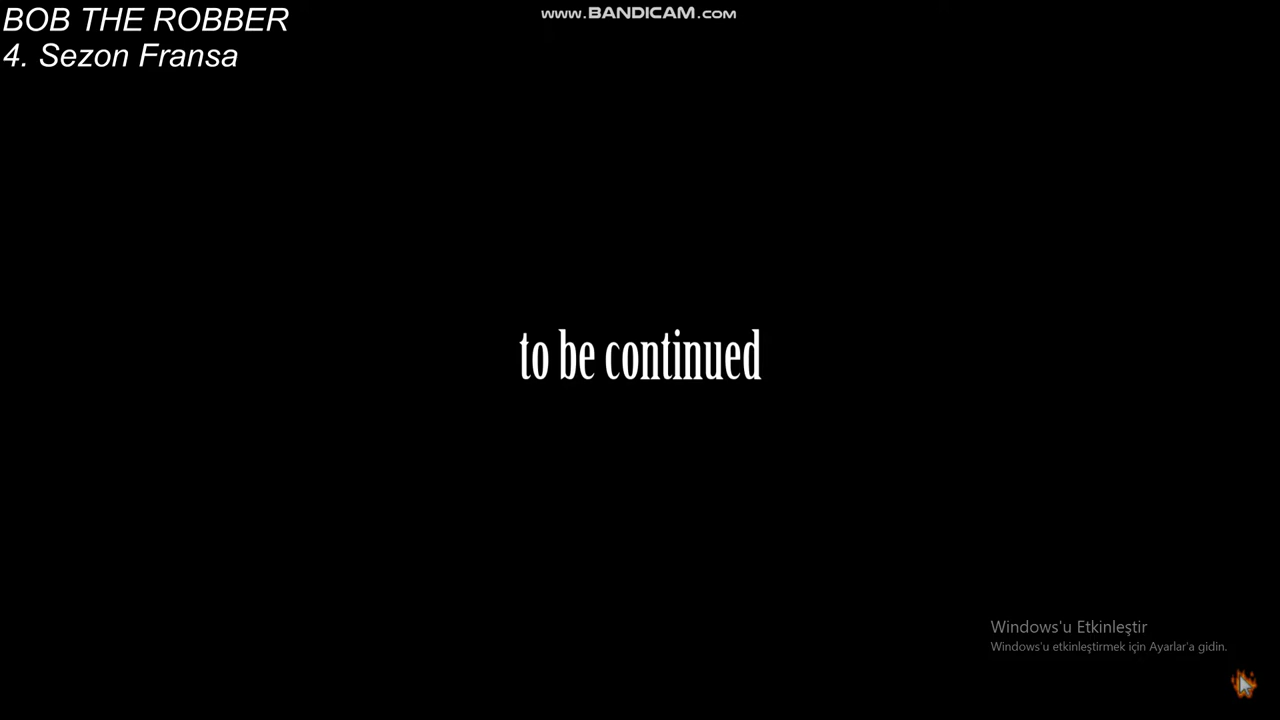 BOB THE ROBBER
4. Sezon Fransa
www.BANDICAM.com
to be continued
Windows'u Etkinleştir
Windows'u etkinleştirmek için Ayarlar'a gidin.